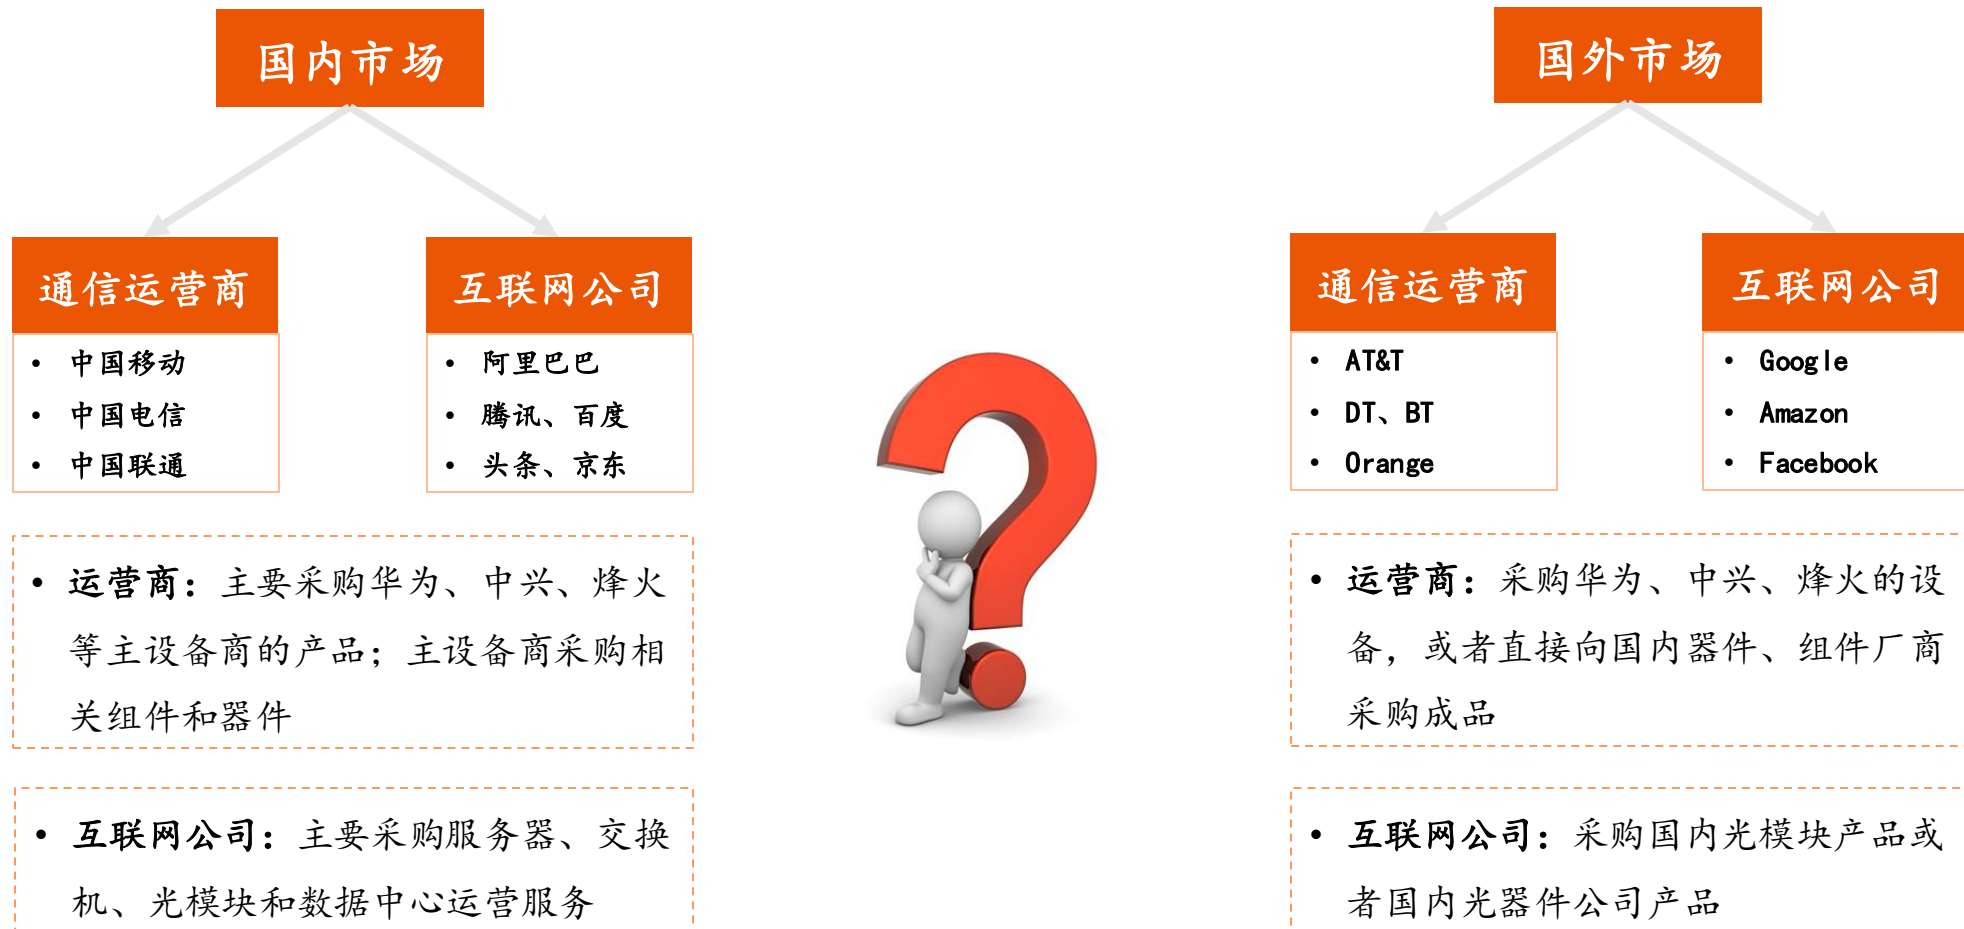 国内市场
通信运营商
• 中国移动
• 中国电信
• 中国联通
互联网公司
• 阿里巴巴
• 腾讯、百度
• 头条、京东
• 运营商：主要采购华为、中兴、烽火
等主设备商的产品；主设备商采购相
关组件和器件
• 互联网公司：主要采购服务器、交换
机、光模块和数据中心运营服务
国外市场
通信运营商
• AT&T
• DT、BT
• Orange
互联网公司
• Google
• Amazon
• Facebook
• 运营商：采购华为、中兴、烽火的设
备，或者直接向国内器件、组件厂商
采购成品
• 互联网公司：采购国内光模块产品或
者国内光器件公司产品